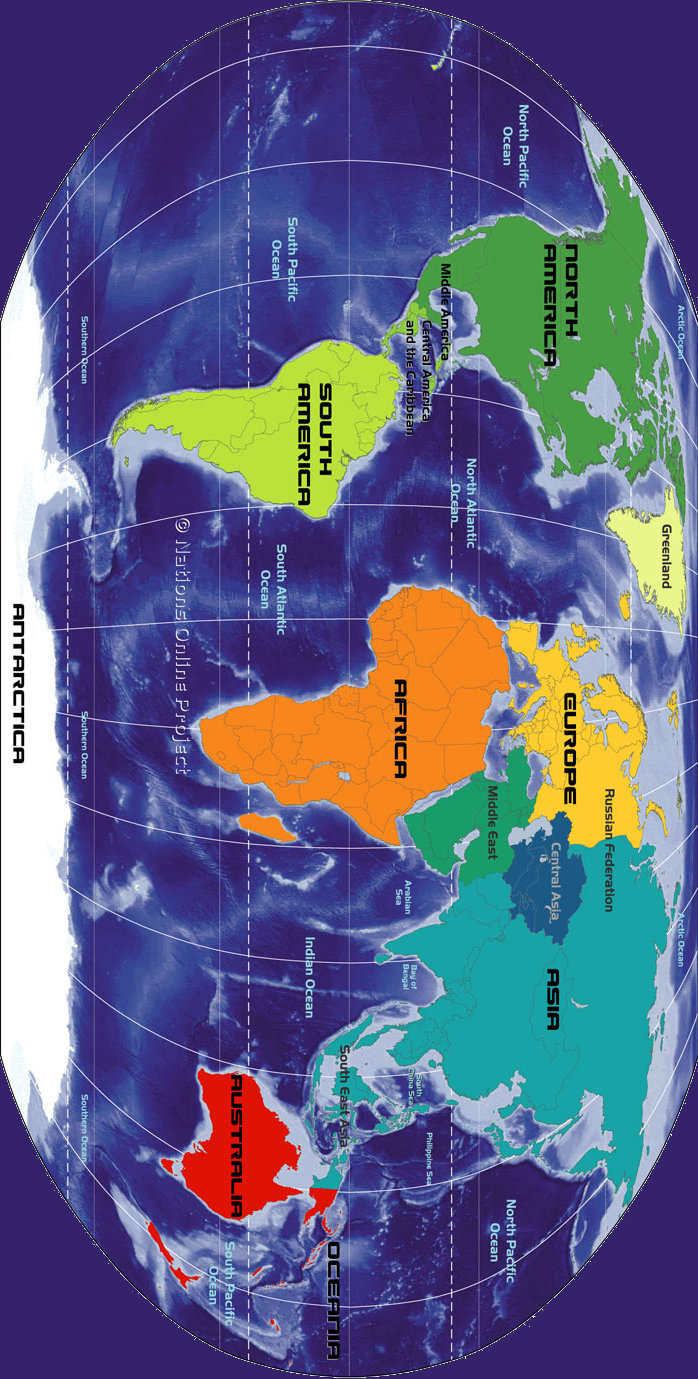 Arctic Ocean
Arctic Ocean
Greenland
NORTH
AMERICA
North Pacific
Ocean
EUROPE
Russian Federation
Central Asia
ASIA
Middle East
Middle America
Central America
and the Caribbean
North Atlantic
Ocean
AFRICA
Arabian
Sea
Bay of
Bengal
South
China Sea
Philippine Sea
North Pacific
Ocean
SOUTH
AMERICA
South Pacific
Ocean
South Atlantic
Ocean
Indian Ocean
South East Asia
OCEANIA
AUSTRALIA
South Pacific
Ocean
© Nations Online Project
Southern Ocean
Southern Ocean
Southern Ocean
ANTARCTICA